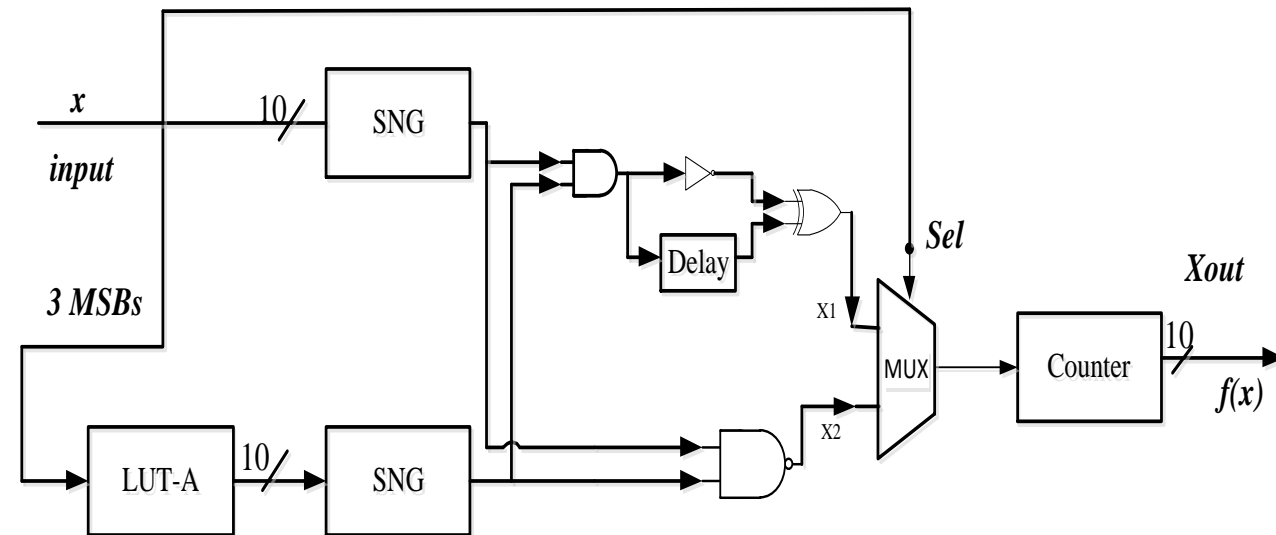 x
input
10
SNG
3 MSBs
LUT-A
10
SNG
Delay
X1
X2
Sel
MUX
Counter
Xout
10
f(x)